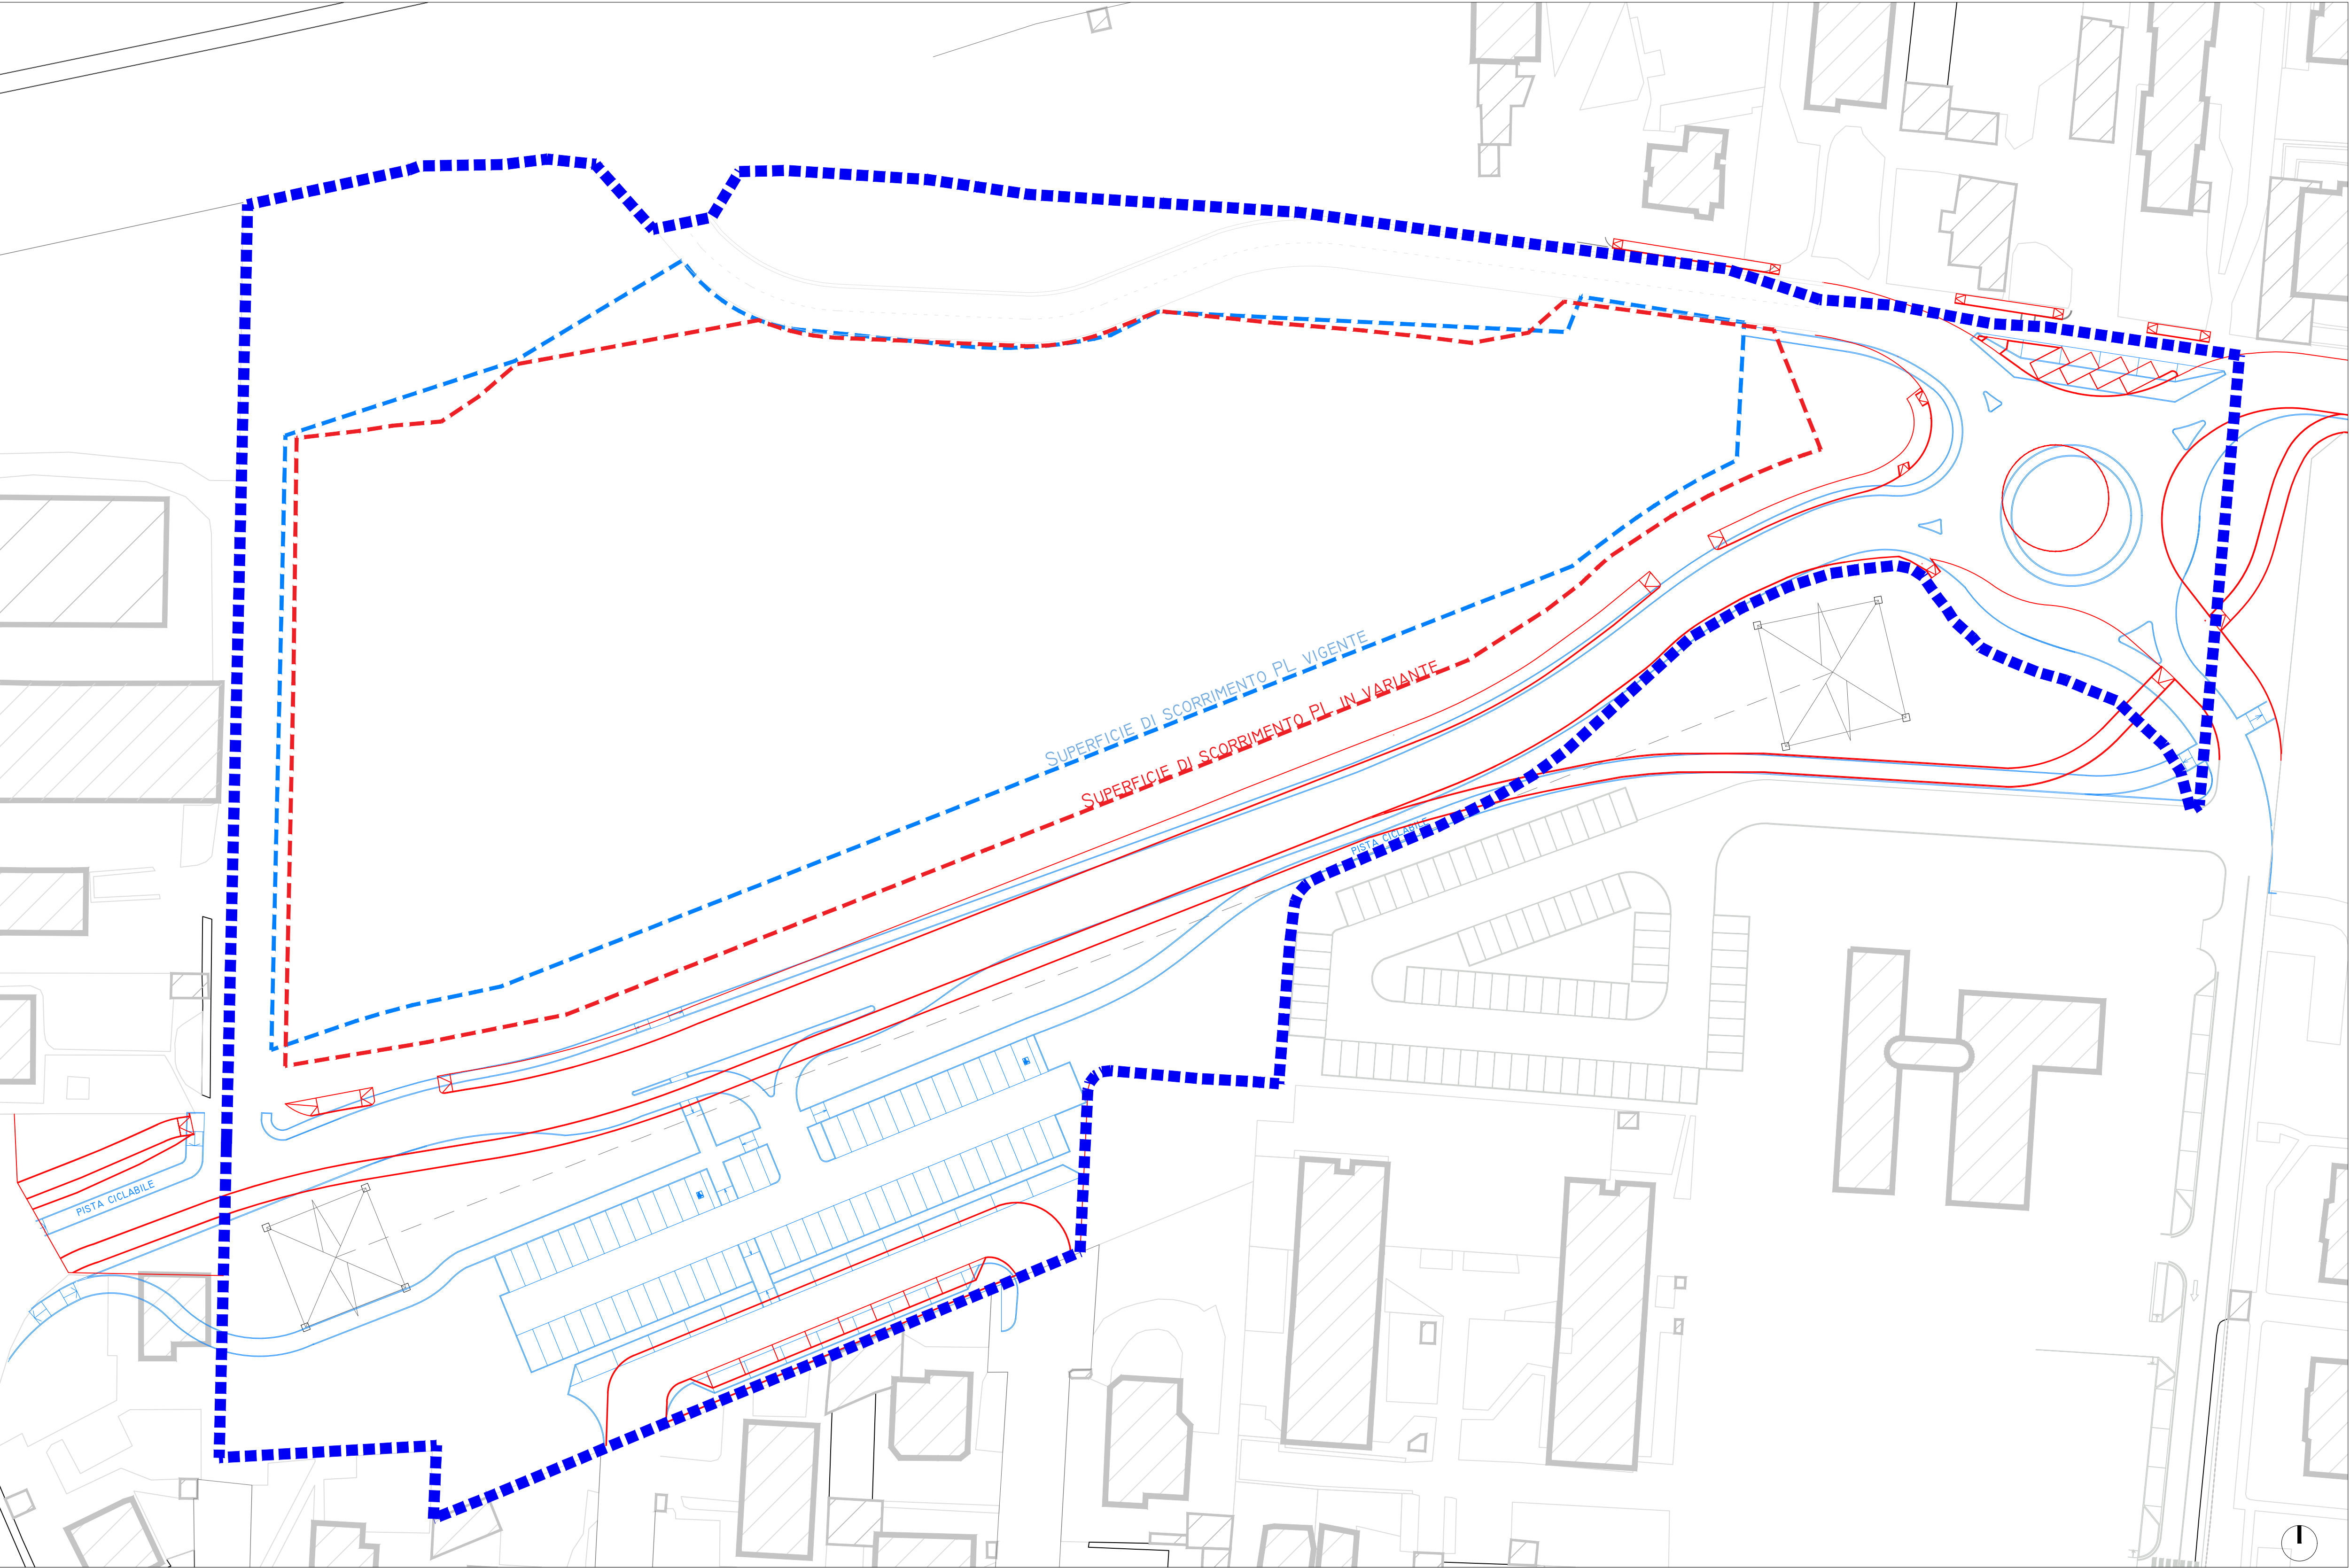 SUPERFICIE DI SCORRIMENTO PL VIGENTE
SUPERFICIE DI SCORRIMENTO PL IN VARIANTE
PISTA CICLABILE
PISTA CICLABILE